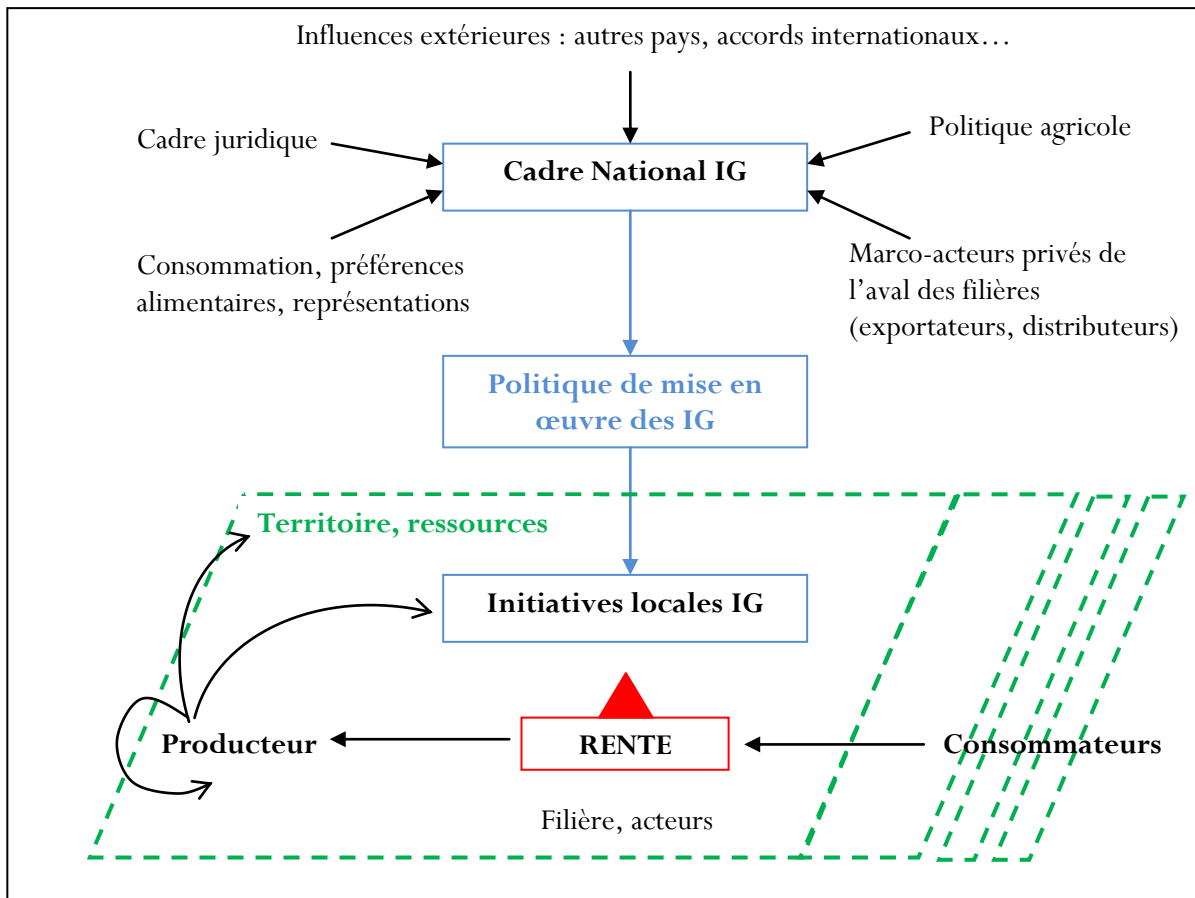 Influences extérieures : autres pays, accords internationaux…
Cadre juridique
Politique agricole
Cadre National IG
Consommation, préférences
alimentaires, représentations
Marco-acteurs privés de
l’aval des filières
(exportateurs, distributeurs)
Politique de mise en
œuvre des IG
Territoire, ressources
Initiatives locales IG
Producteur
RENTE
Consommateurs
Filière, acteurs